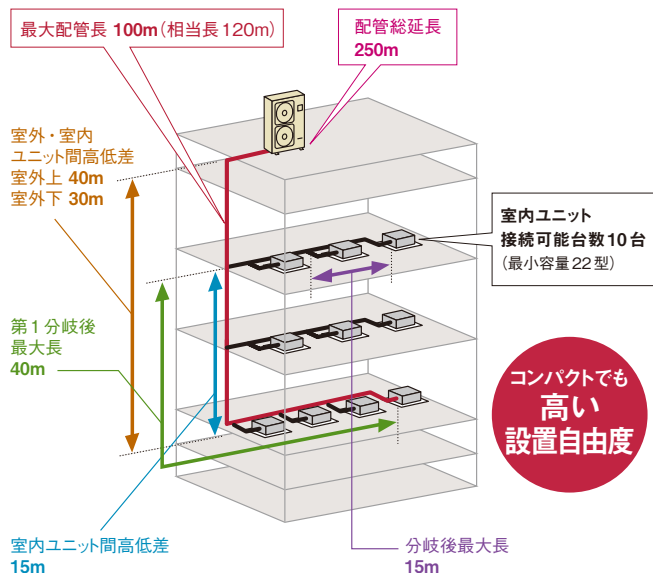 最大配管長 100m(相当長120m)
配管総延長
250m
室外・室内
ユニット間高低差
室外上 40m
室外下 30m
室内ユニット
接続可能台数10台
(最小容量22型)
第1分岐後
最大長
40m
コンパクトでも
高い
設置自由度
室内ユニット間高低差
15m
分岐後最大長
15m